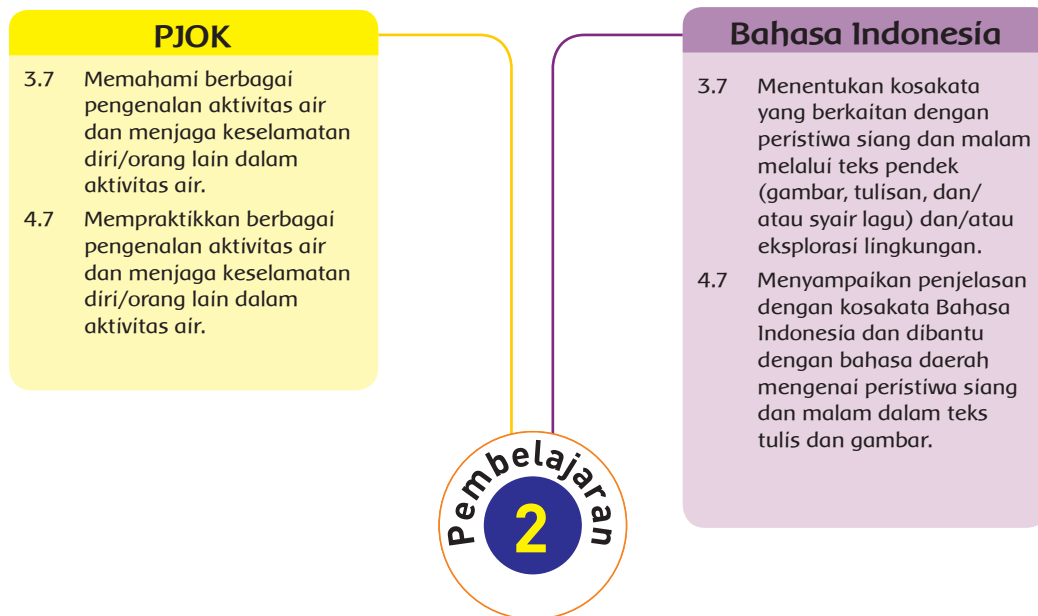 PJOK
3.7 Memahami berbagai
pengenalan aktivitas air
dan menjaga keselamatan
diri/orang lain dalam
aktivitas air.
4.7 Mempraktikkan berbagai
pengenalan aktivitas air
dan menjaga keselamatan
diri/orang lain dalam
aktivitas air.
Bahasa Indonesia
3.7 Menentukan kosakata
yang berkaitan dengan
peristiwa siang dan malam
melalui teks pendek
(gambar, tulisan, dan/
atau syair lagu) dan/atau
eksplorasi lingkungan.
4.7 Menyampaikan penjelasan
dengan kosakata Bahasa
Indonesia dan dibantu
dengan bahasa daerah
mengenai peristiwa siang
dan malam dalam teks
tulis dan gambar.
Pembelajaran
2